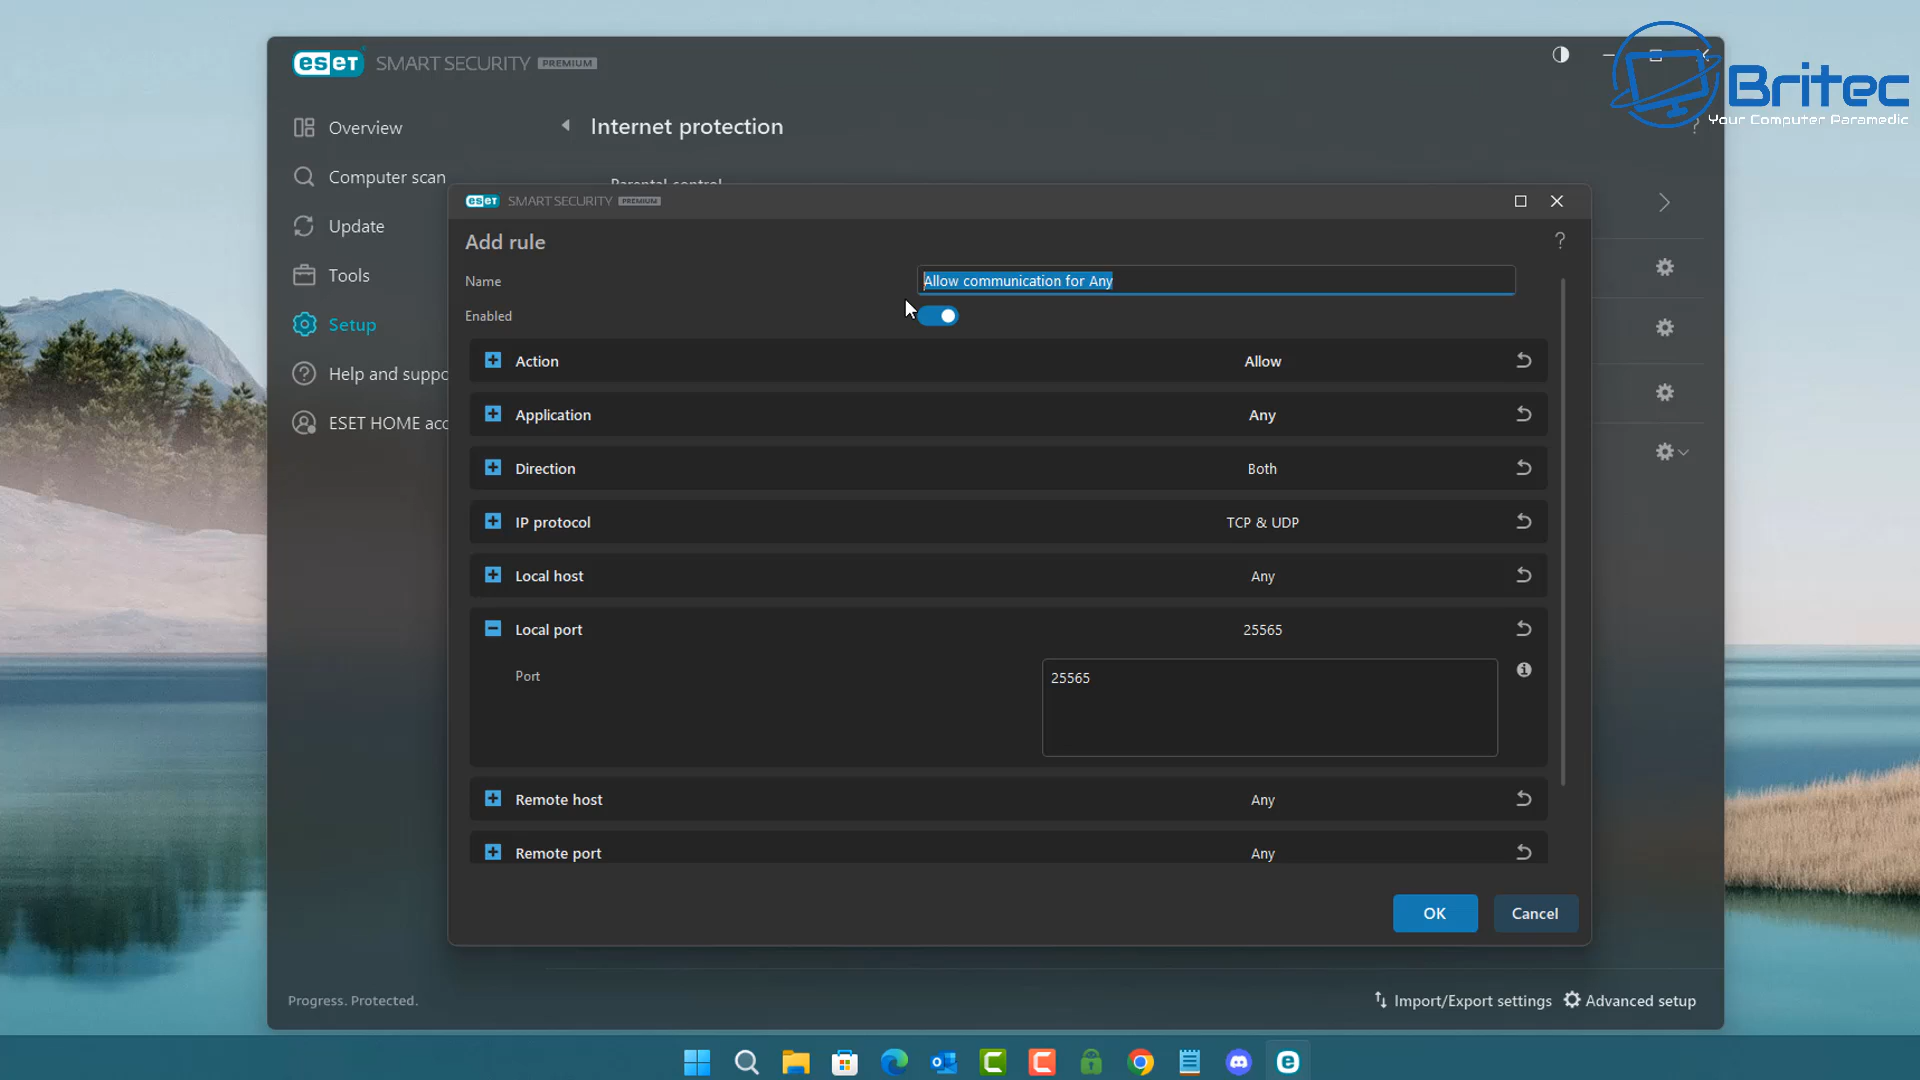 eset SMART SECURITY PREMIUM
Britec
Your Computer Paramedic
Overview
Internet protection
Computer scan
Parental control
Update
Tools
Setup
Help and suppo
ESET HOME acc
eset SMART SECURITY PREMIUM
Add rule
?
Name
Allow communication for Any
Enabled
Action
Allow
Application
Any
Direction
Both
IP protocol
TCP & UDP
Local host
Any
Local port
25565
Port
25565
Remote host
Any
Remote port
Any
OK
Cancel
Progress. Protected.
Import/Export settings
Advanced setup